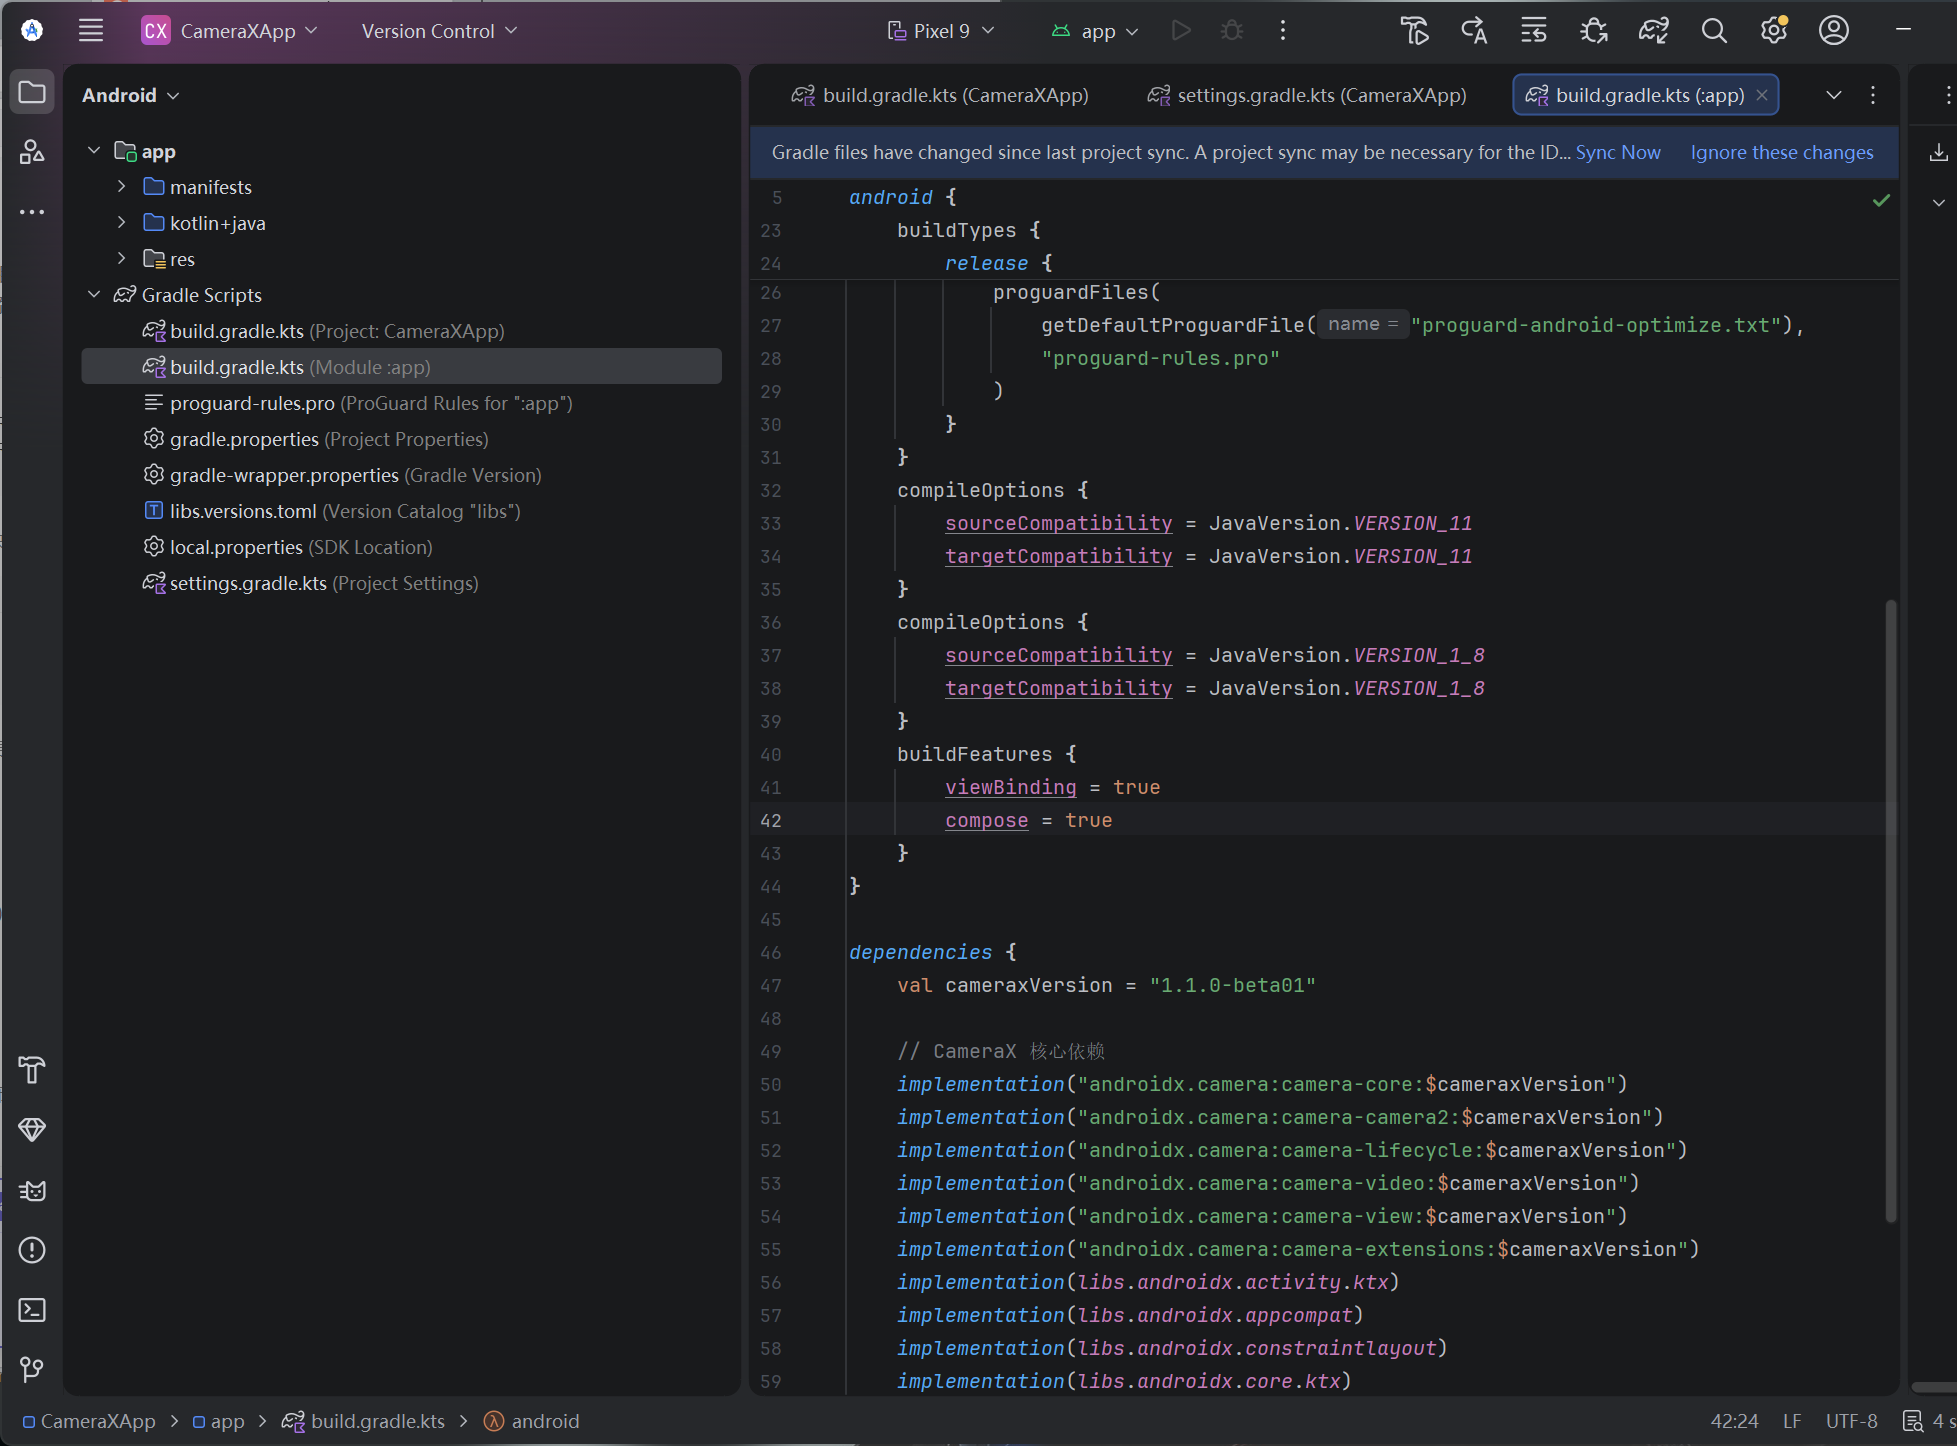 CX CameraXApp Version Control Pixel 9 app
Android
app
manifests
kotlin+java
res
Gradle Scripts
build.gradle.kts (Project: CameraXApp)
build.gradle.kts (Module :app)
proguard-rules.pro (ProGuard Rules for ":app")
gradle.properties (Project Properties)
gradle-wrapper.properties (Gradle Version)
libs.versions.toml (Version Catalog "libs")
local.properties (SDK Location)
settings.gradle.kts (Project Settings)
build.gradle.kts (CameraXApp) settings.gradle.kts (CameraXApp) build.gradle.kts (:app)
Gradle files have changed since last project sync. A project sync may be necessary for the ID... Sync Now Ignore these changes
5 android {
23 buildTypes {
24 release {
26 proguardFiles(
27 getDefaultProguardFile( name = "proguard-android-optimize.txt"),
28 "proguard-rules.pro"
29 )
30 }
31 }
32 compileOptions {
33 sourceCompatibility = JavaVersion.VERSION_11
34 targetCompatibility = JavaVersion.VERSION_11
35 }
36 compileOptions {
37 sourceCompatibility = JavaVersion.VERSION_1_8
38 targetCompatibility = JavaVersion.VERSION_1_8
39 }
40 buildFeatures {
41 viewBinding = true
42 compose = true
43 }
44 }
45
46 dependencies {
47 val cameraxVersion = "1.1.0-beta01"
48
49 // CameraX 核心依赖
50 implementation("androidx.camera:camera-core:$cameraxVersion")
51 implementation("androidx.camera:camera-camera2:$cameraxVersion")
52 implementation("androidx.camera:camera-lifecycle:$cameraxVersion")
53 implementation("androidx.camera:camera-video:$cameraxVersion")
54 implementation("androidx.camera:camera-view:$cameraxVersion")
55 implementation("androidx.camera:camera-extensions:$cameraxVersion")
56 implementation(libs.androidx.activity.ktx)
57 implementation(libs.androidx.appcompat)
58 implementation(libs.androidx.constraintlayout)
59 implementation(libs.androidx.core.ktx)
CameraXApp > app > build.gradle.kts > android 42:24 LF UTF-8 4 s